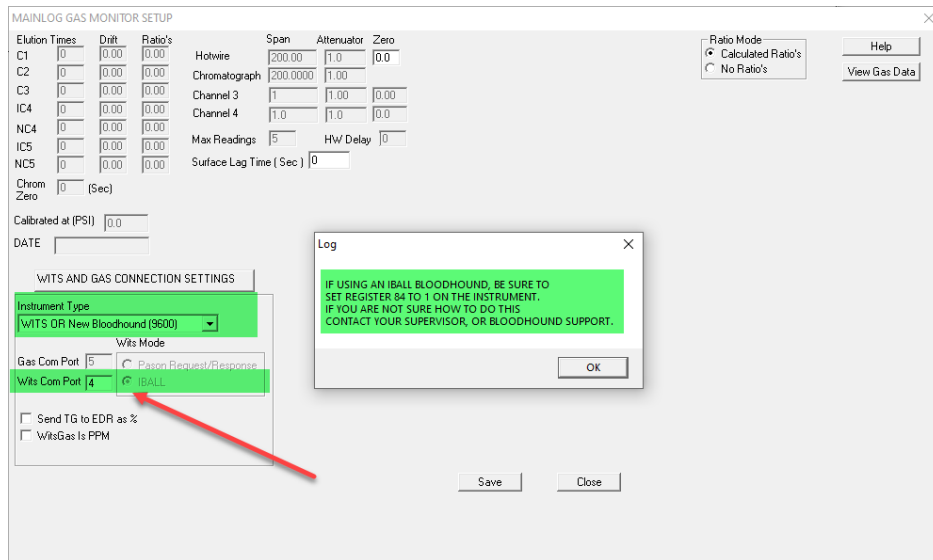 MAINLOG GAS MONITOR SETUP
Elution Times Drift Ratio's
C1 0 0.00 0.00
C2 0 0.00 0.00
C3 0 0.00 0.00
IC4 0 0.00 0.00
NC4 0 0.00 0.00
IC5 0 0.00 0.00
NC5 0 0.00 0.00
Chrom Zero 0 (Sec)
Calibrated at (PSI) 0.0
DATE
Span Attenuator Zero
Hotwire 200.00 1.0 0.0
Chromatograph 200.0000 1.00
Channel 3 1 1.00 0.00
Channel 4 1.0 1.0 0.0
Max Readings 5 HW Delay 0
Surface Lag Time ( Sec ) 0
Ratio Mode
Calculated Ratio's
No Ratio's
Help
View Gas Data
WITS AND GAS CONNECTION SETTINGS
Instrument Type
WITS OR New Bloodhound (9600)
Wits Mode
Gas Com Port 5 Pason Request/Response
Wits Com Port 4 IBALL
Send TG to EDR as %
WitsGas Is PPM
Log
IF USING AN IBALL BLOODHOUND, BE SURE TO
SET REGISTER 84 TO 1 ON THE INSTRUMENT.
IF YOU ARE NOT SURE HOW TO DO THIS
CONTACT YOUR SUPERVISOR, OR BLOODHOUND SUPPORT.
OK
Save Close